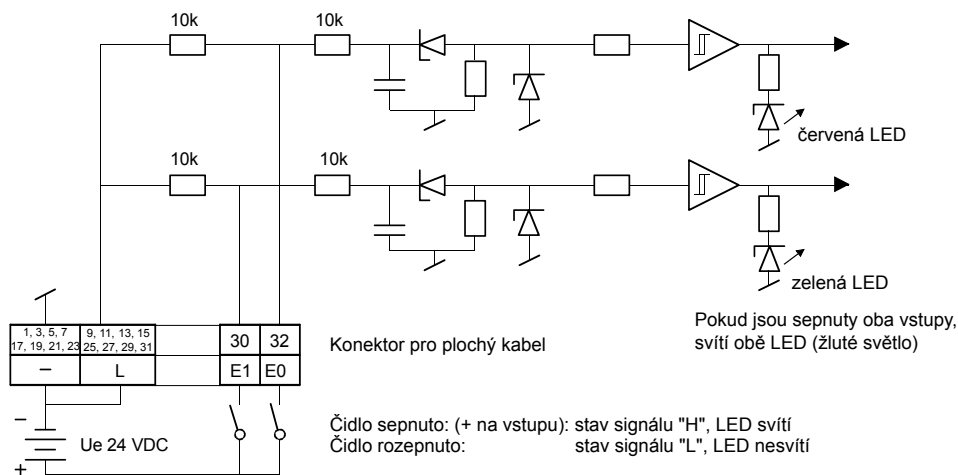 10k
10k
červená LED
10k
10k
zelená LED
1, 3, 5, 7
17, 19, 21, 23
9, 11, 13, 15
25, 27, 29, 31
30
32
Konektor pro plochý kabel
Pokud jsou sepnuty oba vstupy,
svítí obě LED (žluté světlo)
–
L
E1
E0
–
Ue 24 VDC
+
Čidlo sepnuto: (+ na vstupu): stav signálu "H", LED svítí
Čidlo rozepnuto: stav signálu "L", LED nesvítí